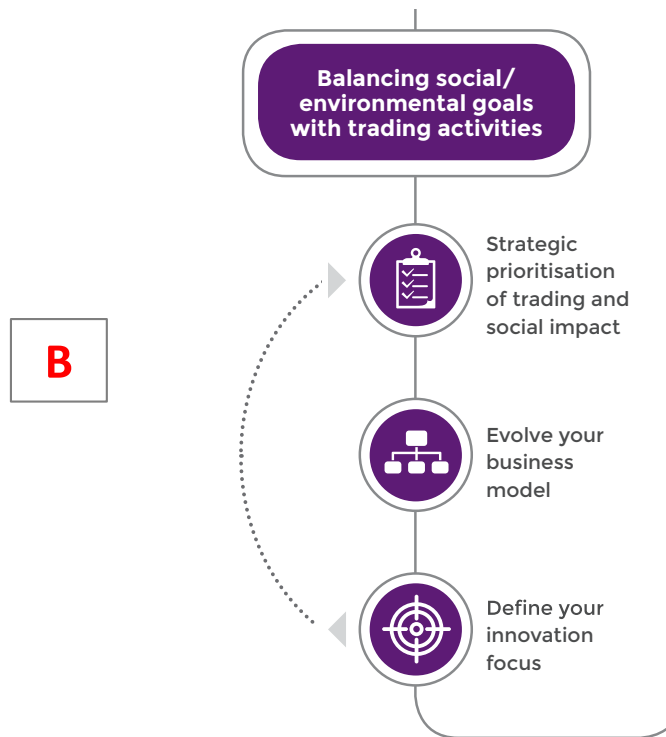 Balancing social/
environmental goals
with trading activities
Strategic
prioritisation
of trading and
social impact
B
Evolve your
business
model
Define your
innovation
focus